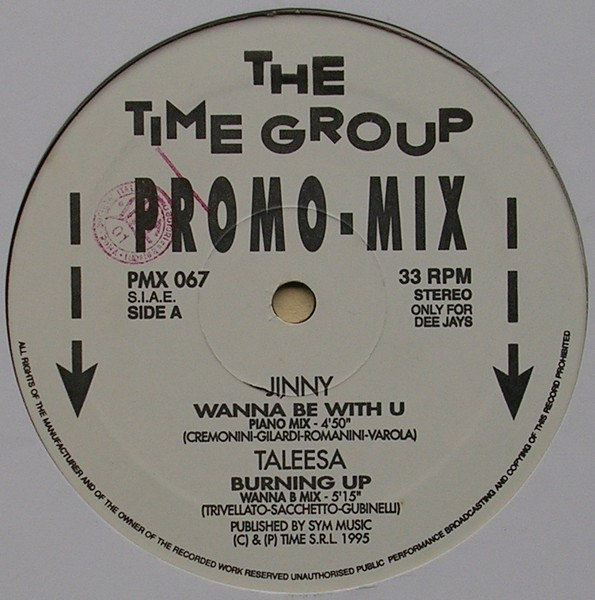 THE
TIME GROUP
PROMO-MIX
PMX 067
S.I.A.E.
SIDE A
33 RPM
STEREO
ONLY FOR
DEE JAYS
JINNY
WANNA BE WITH U
PIANO MIX - 4'50"
(CREMONINI-GILARDI-ROMANINI-VAROLA)
TALEESA
BURNING UP
WANNA B MIX - 5'15"
(TRIVELLATO-SACCHETTO-GUBINELLI)
PUBLISHED BY SYM MUSIC
(C) & (P) TIME S.R.L. 1995
ALL RIGHTS OF THE MANUFACTURER AND OF THE OWNER OF THE RECORDED WORK RESERVED UNAUTHORISED PUBLIC PERFORMANCE BROADCASTING AND COPYING OF THIS RECORD PROHIBITED